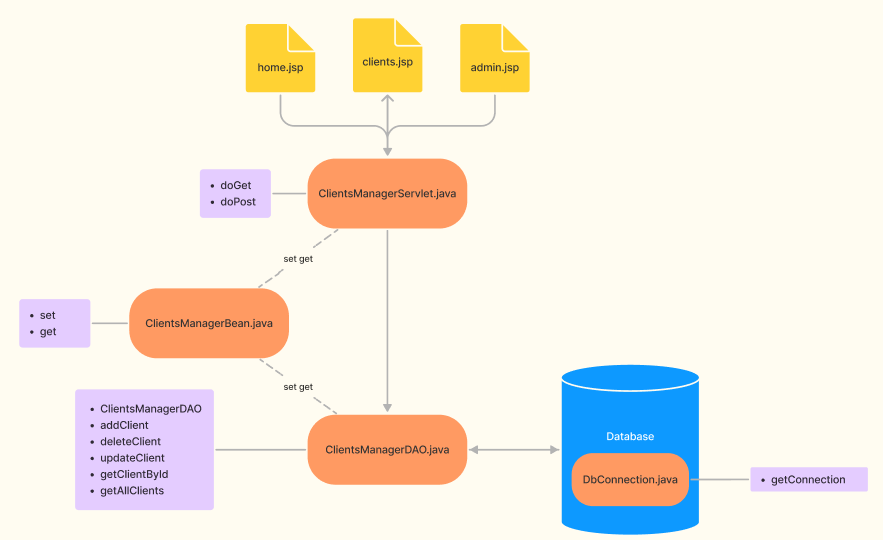 home.jsp
clients.jsp
admin.jsp
• doGet
• doPost
ClientsManagerServlet.java
set get
• set
• get
ClientsManagerBean.java
set get
• ClientsManagerDAO
• addClient
• deleteClient
• updateClient
• getClientById
• getAllClients
ClientsManagerDAO.java
Database
DbConnection.java
• getConnection